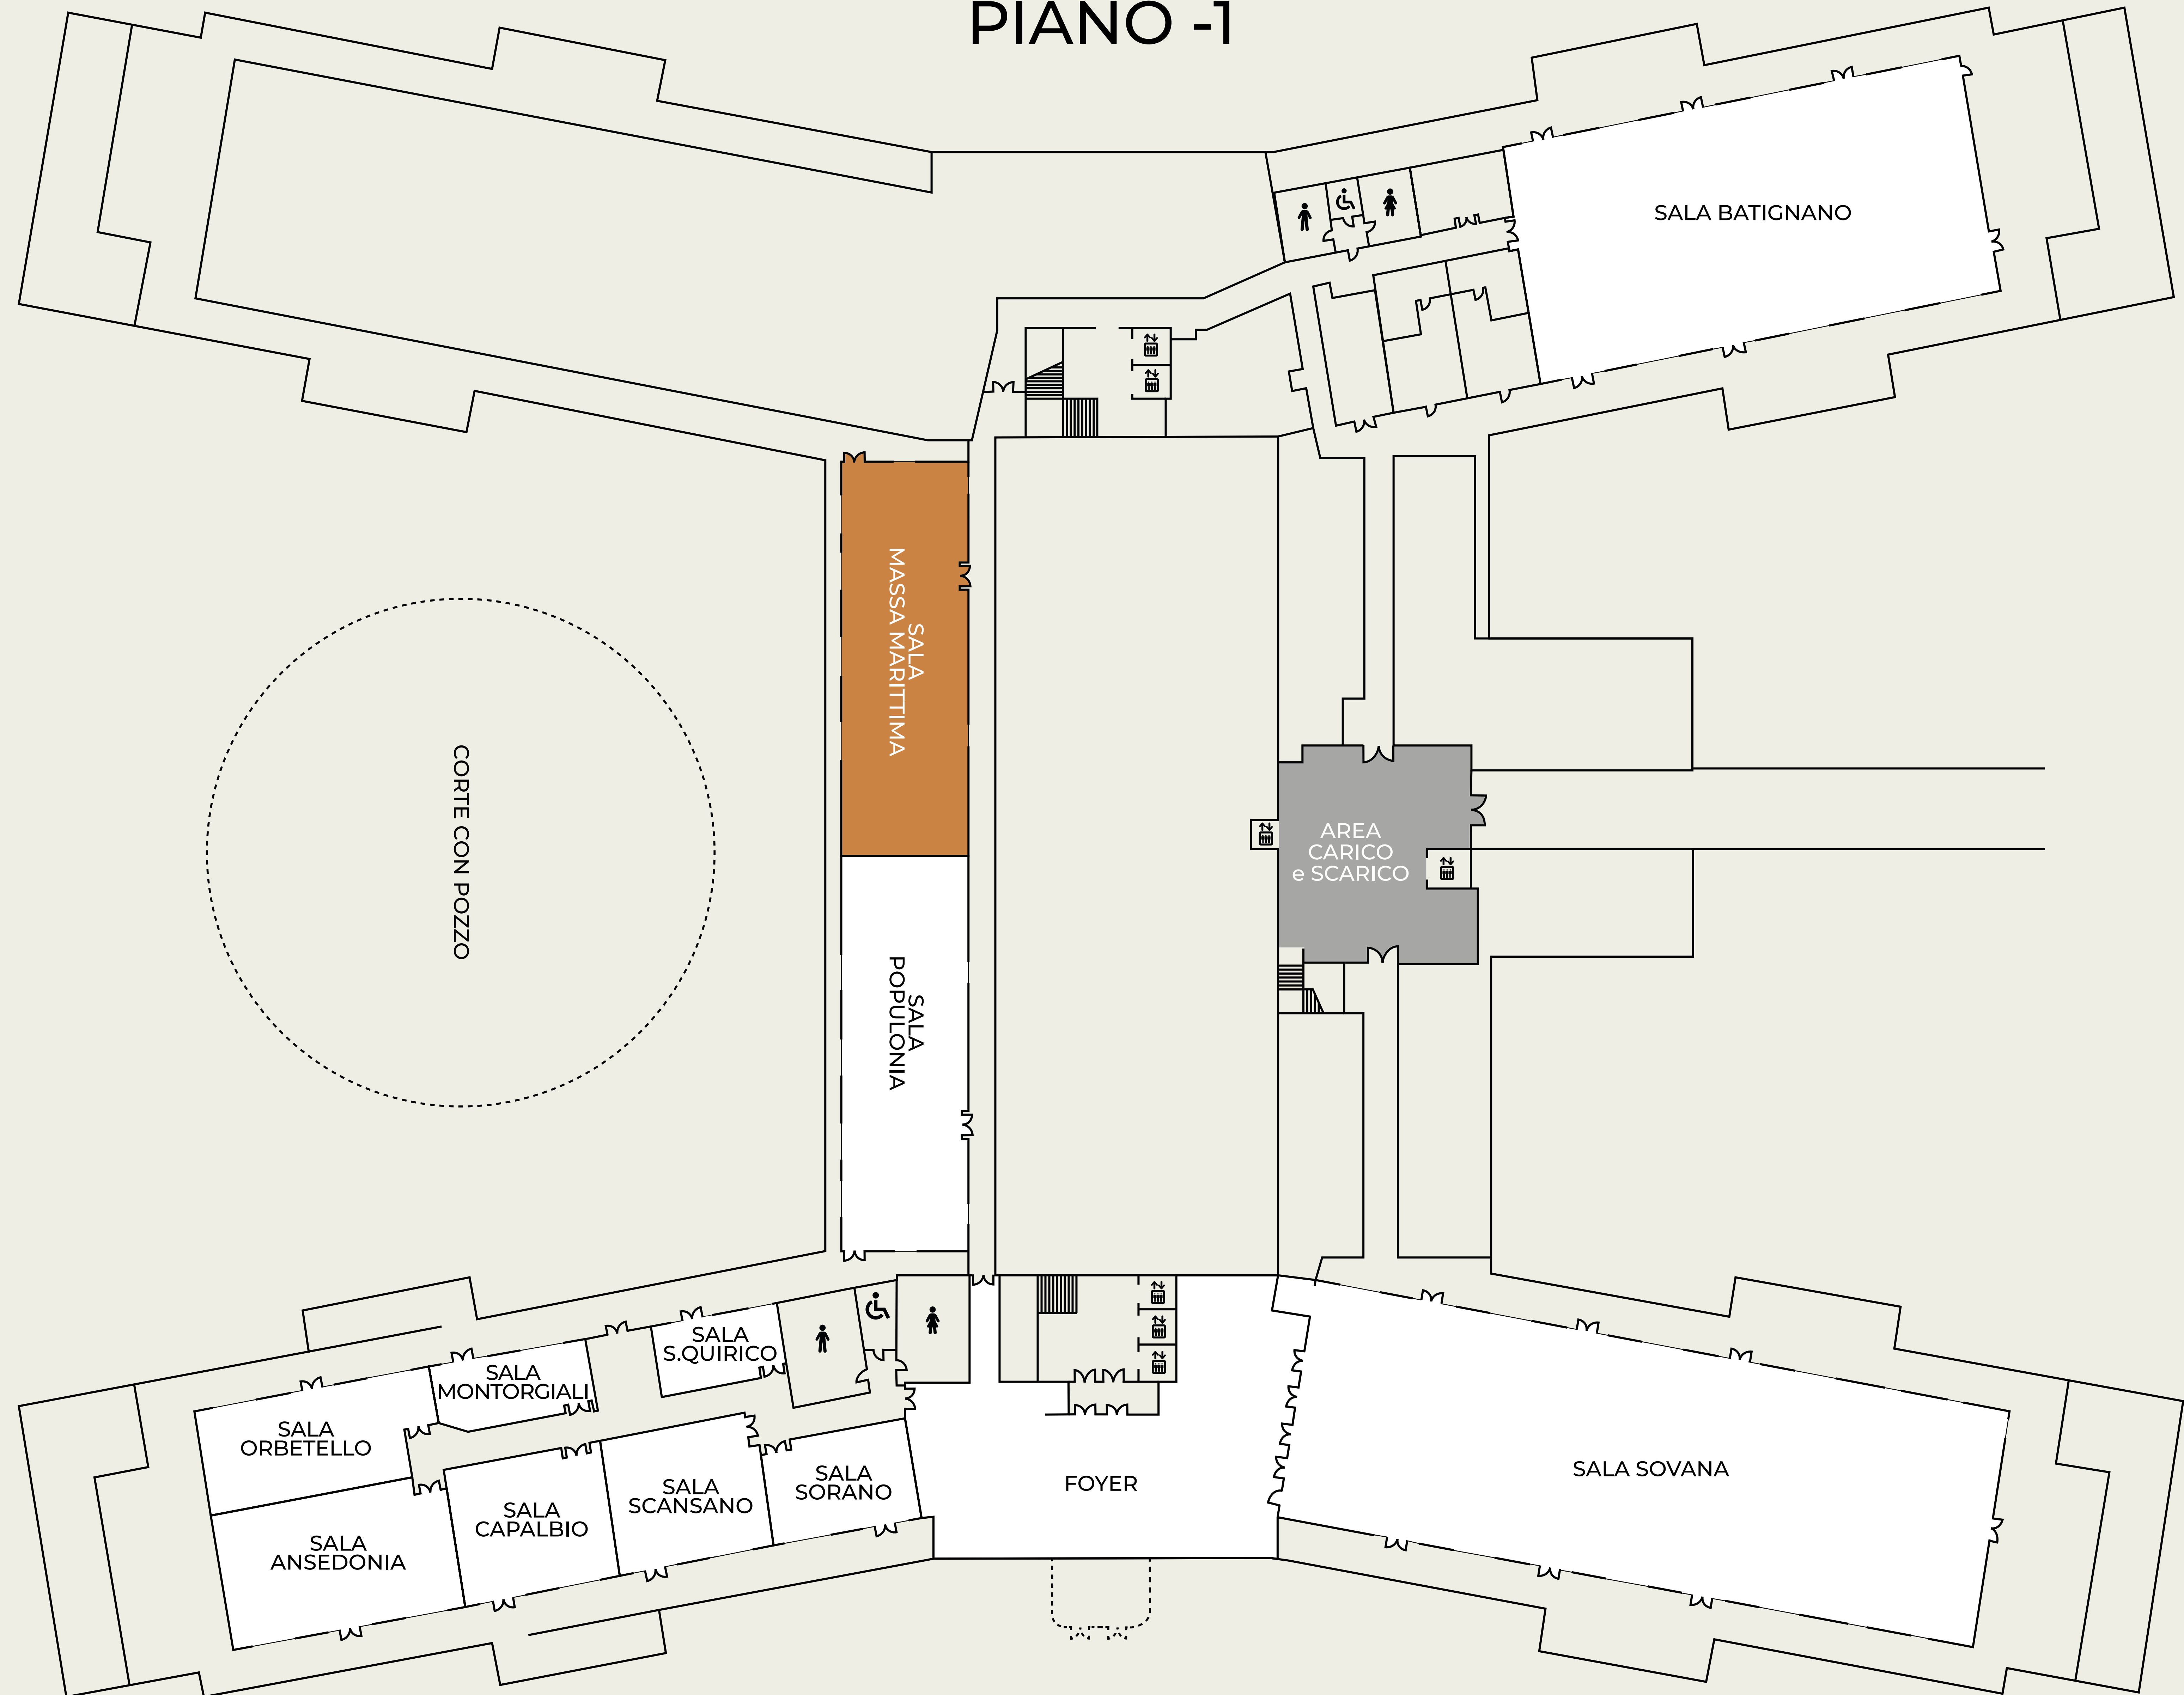 PIANO -1
SALA BATIGNANO
SALA
MASSA MARITTIMA
CORTE CON POZZO
AREA
CARICO
e SCARICO
SALA
POPULONIA
SALA
S.QUIRICO
SALA
MONTORGIALI
SALA
ORBETELLO
SALA
ANSEDONIA
SALA
CAPALBIO
SALA
SCANSANO
SALA
SORANO
FOYER
SALA SOVANA